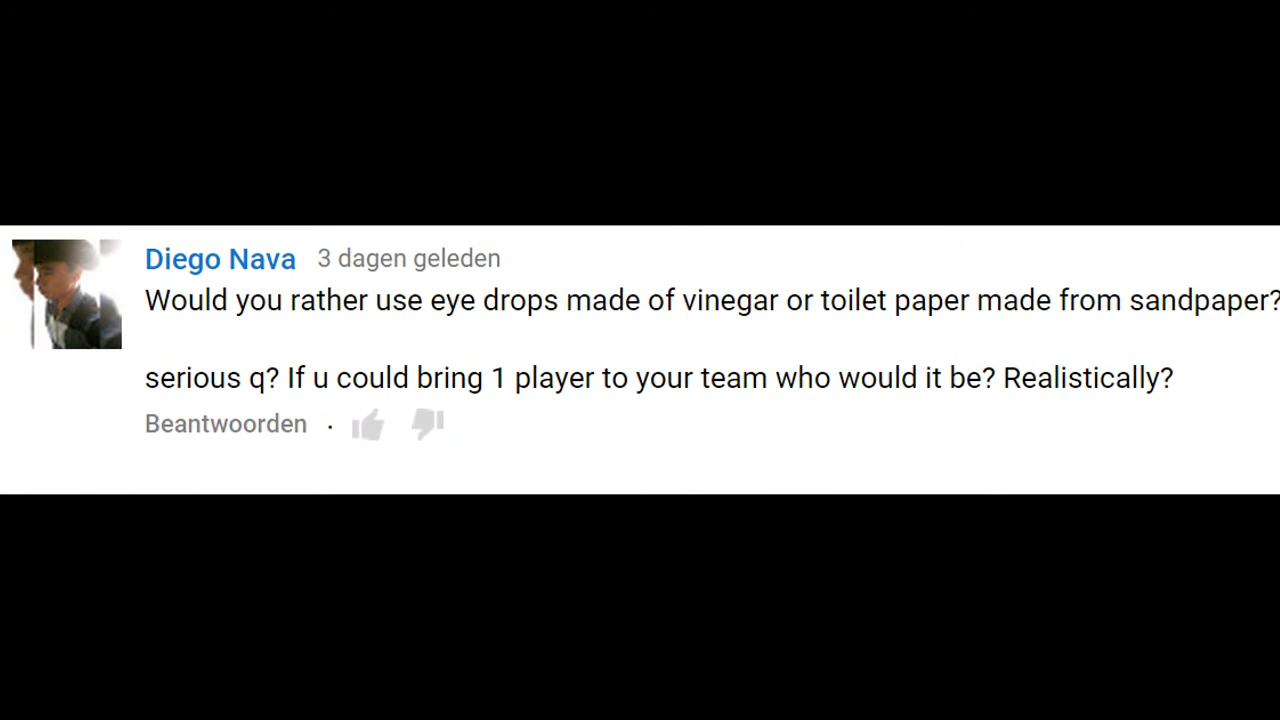 Diego Nava 3 dagen geleden
Would you rather use eye drops made of vinegar or toilet paper made from sandpaper?
serious q? If u could bring 1 player to your team who would it be? Realistically?
Beantwoorden ·